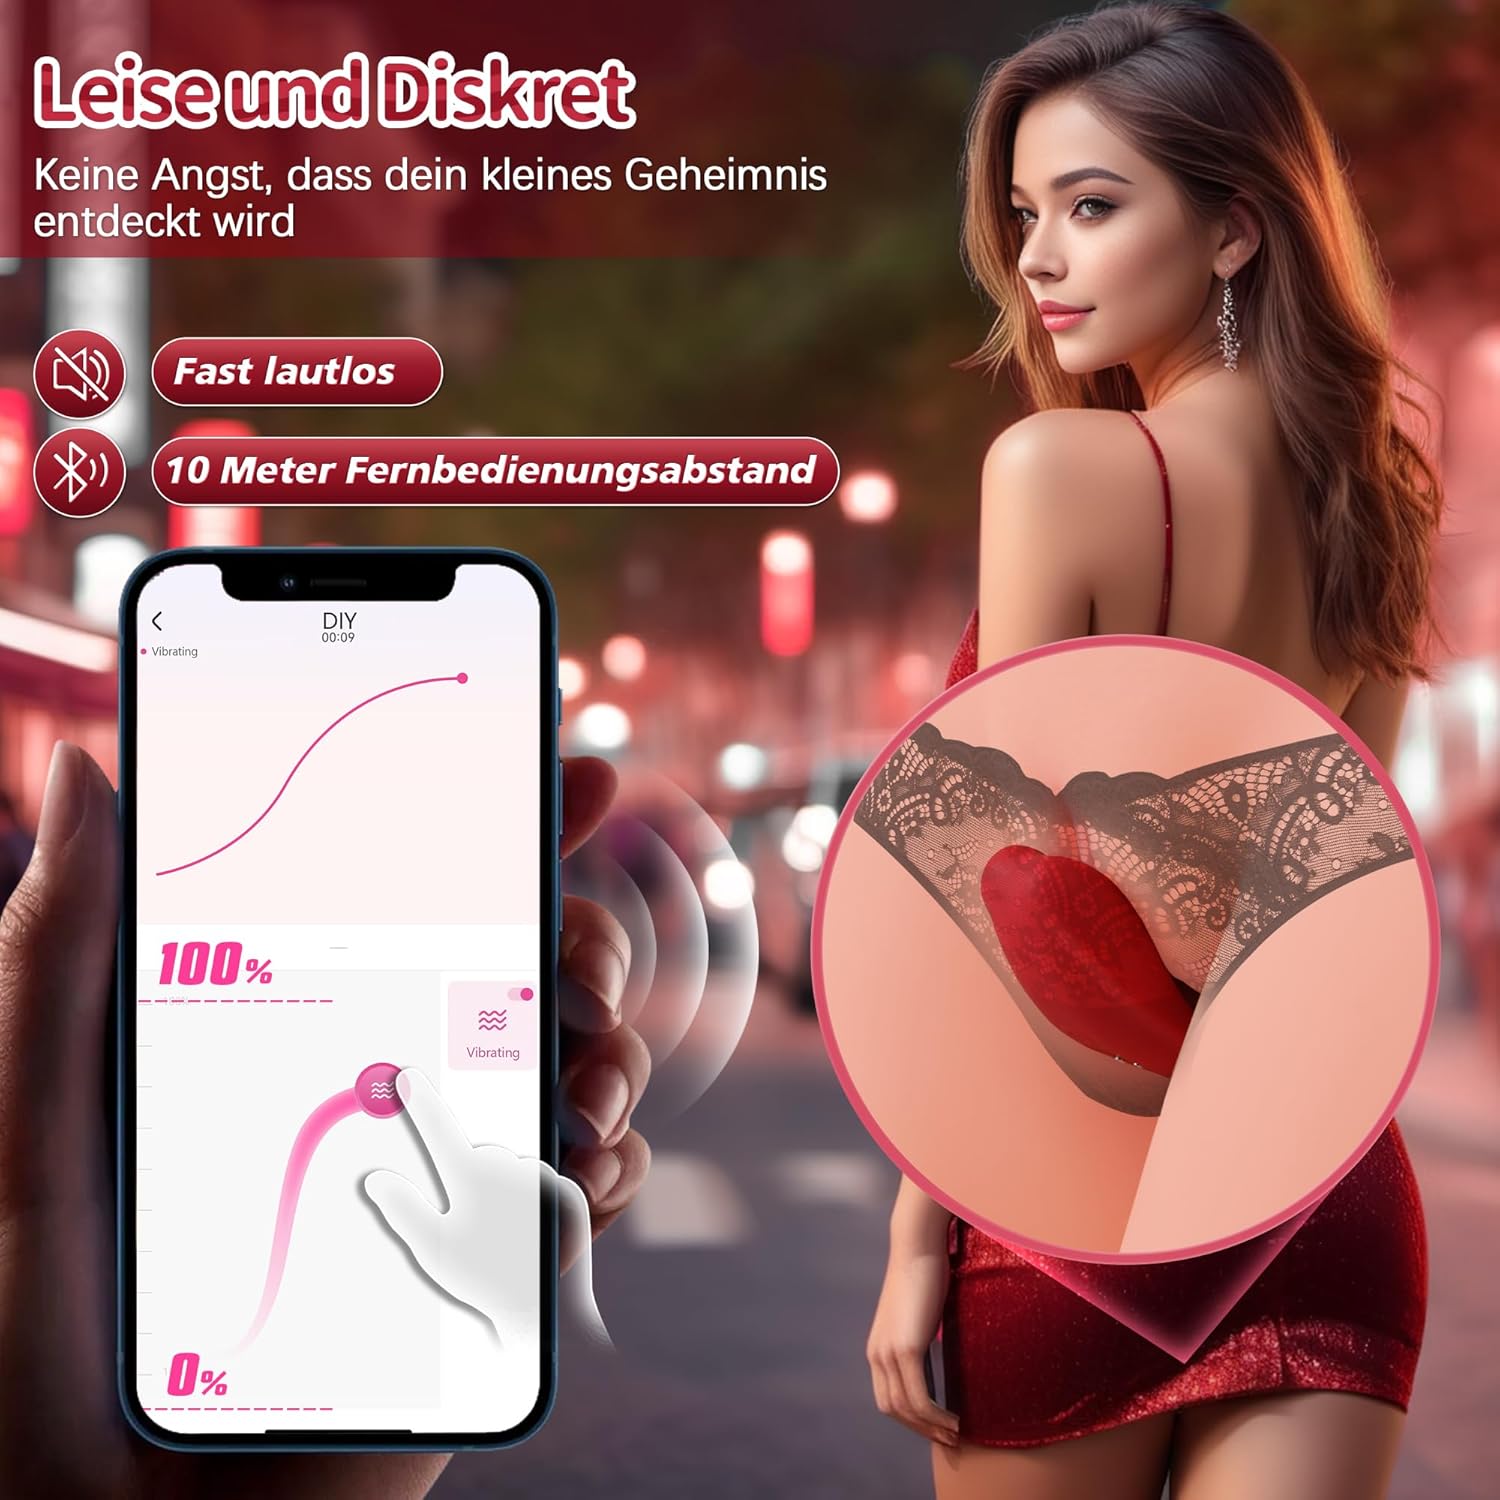 Leise und Diskret
Keine Angst, dass dein kleines Geheimnis
entdeckt wird
Fast lautlos
10 Meter Fernbedienungsabstand
DIY
00:09
Vibrating
100%
Vibrating
0%